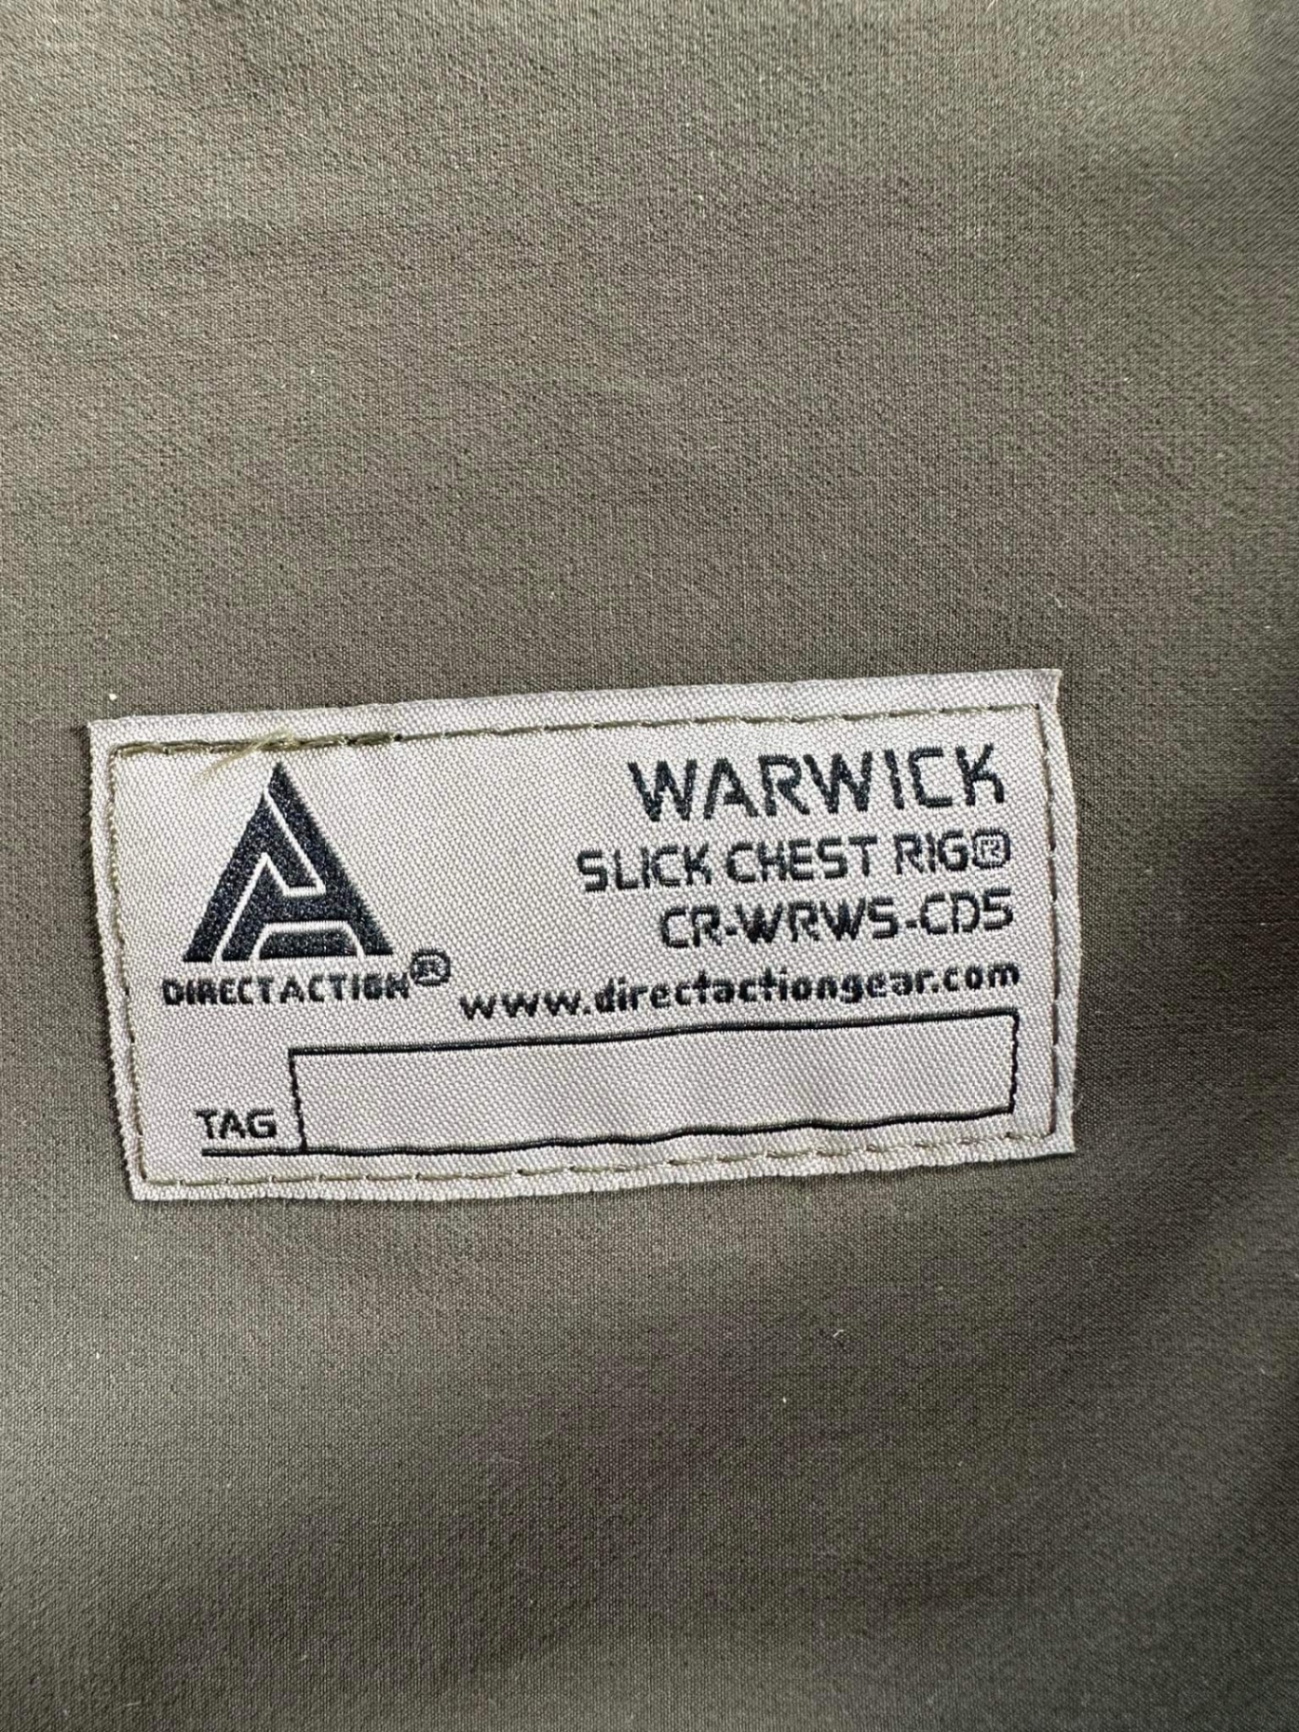 WARWICK
SLICK CHEST RIG®
CR-WRWS-CD5
DIRECTACTION®
www.directactiongear.com
TAG